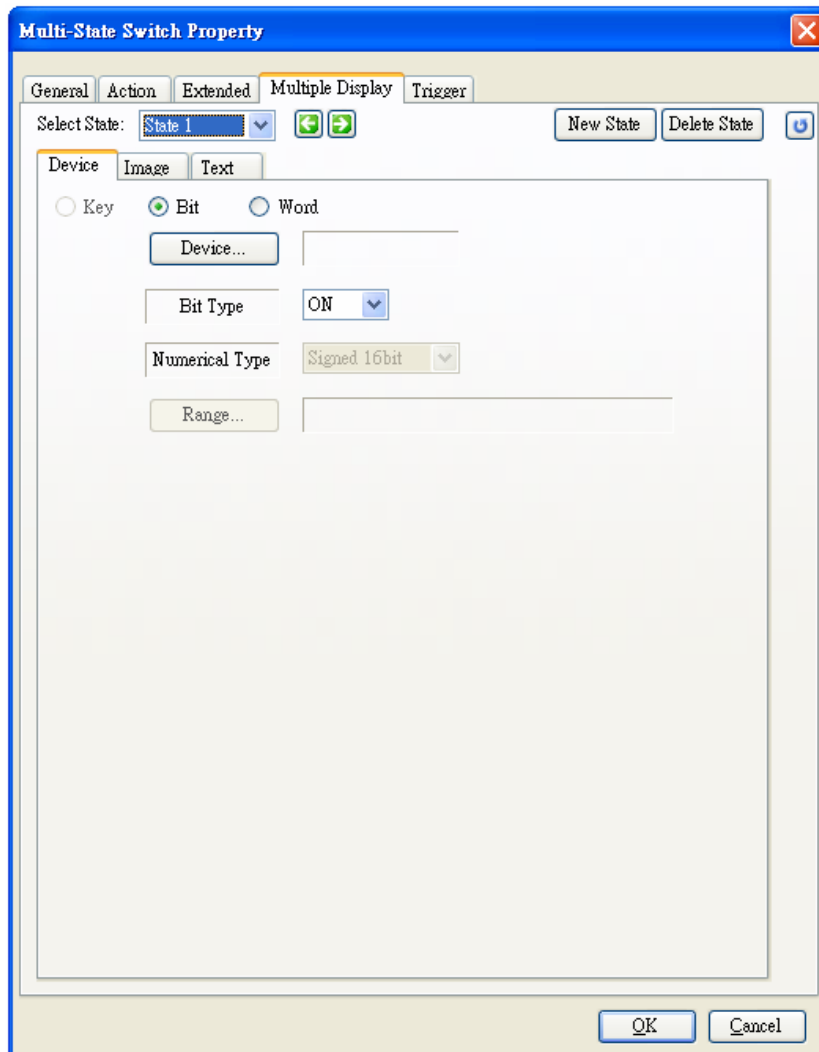 Multi-State Switch Property
General Action Extended Multiple Display Trigger
Select State: State 1 New State Delete State
Device Image Text
Key Bit Word
Device...
Bit Type ON
Numerical Type Signed 16bit
Range...
OK Cancel